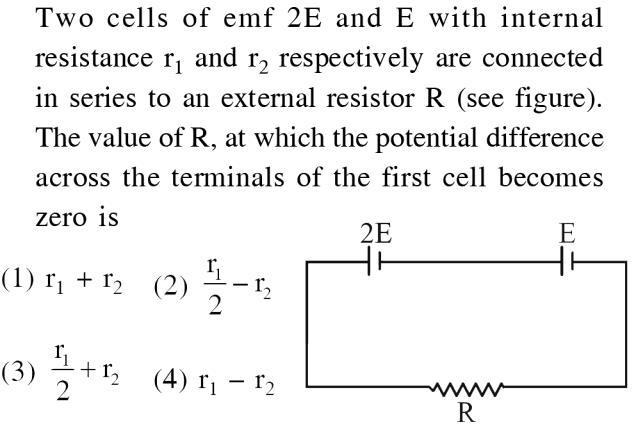 Two cells of emf 2E and E with internal
resistance r₁ and r₂ respectively are connected
in series to an external resistor R (see figure).
The value of R, at which the potential difference
across the terminals of the first cell becomes
zero is
(1) r₁ + r₂ (2) r₁/2 − r₂
(3) r₁/2 + r₂ (4) r₁ − r₂
2E E
R